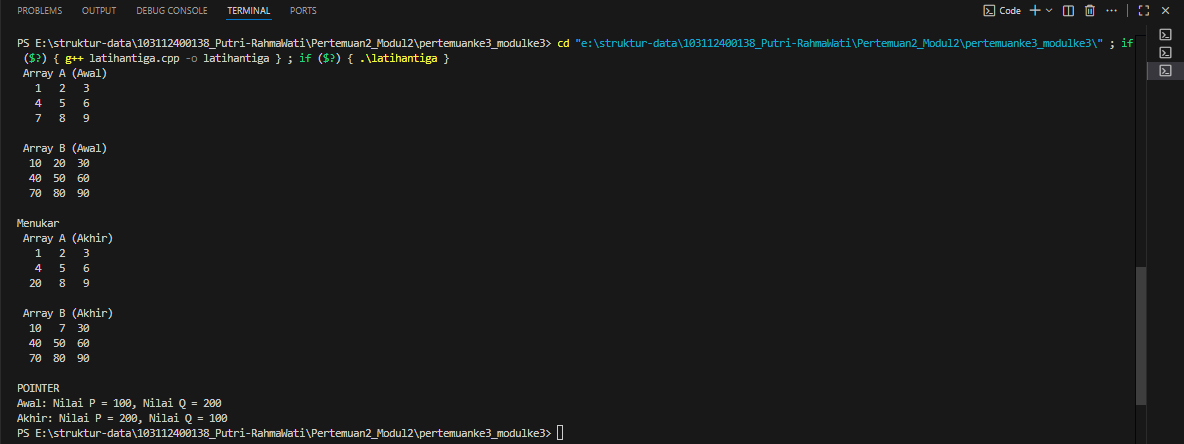 PROBLEMS OUTPUT DEBUG CONSOLE TERMINAL PORTS Code
PS E:\struktur-data\103112400138_Putri-RahmaWati\Pertemuan2_Modul2\pertemuanke3_modulke3> cd "e:\struktur-data\103112400138_Putri-RahmaWati\Pertemuan2_Modul2\pertemuanke3_modulke3\" ; if
($?) { g++ latihantiga.cpp -o latihantiga } ; if ($?) { .\latihantiga }
Array A (Awal)
1 2 3
4 5 6
7 8 9
Array B (Awal)
10 20 30
40 50 60
70 80 90
Menukar
Array A (Akhir)
1 2 3
4 5 6
20 8 9
Array B (Akhir)
10 7 30
40 50 60
70 80 90
POINTER
Awal: Nilai P = 100, Nilai Q = 200
Akhir: Nilai P = 200, Nilai Q = 100
PS E:\struktur-data\103112400138_Putri-RahmaWati\Pertemuan2_Modul2\pertemuanke3_modulke3>